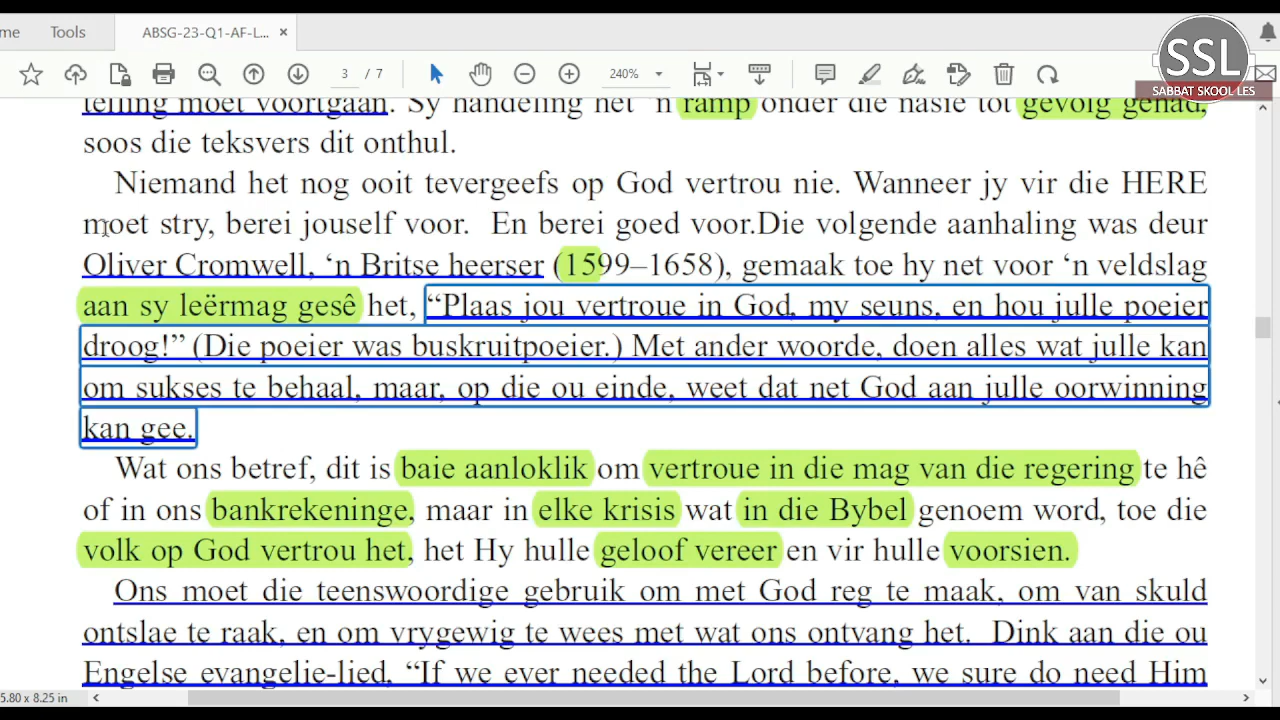 me
Tools
ABSG-23-Q1-AF-L... ×
3 / 7
240%
SSL
SABBAT SKOOL LES
telling moet voortgaan. Sy handeling het ‘n ramp onder die nasie tot gevolg gehad,
soos die teksvers dit onthul.
Niemand het nog ooit tevergeefs op God vertrou nie. Wanneer jy vir die HERE
moet stry, berei jouself voor.  En berei goed voor.Die volgende aanhaling was deur
Oliver Cromwell, ‘n Britse heerser (1599–1658), gemaak toe hy net voor ‘n veldslag
aan sy leërmag gesê het, “Plaas jou vertroue in God, my seuns, en hou julle poeier
droog!” (Die poeier was buskruitpoeier.) Met ander woorde, doen alles wat julle kan
om sukses te behaal, maar, op die ou einde, weet dat net God aan julle oorwinning
kan gee.
Wat ons betref, dit is baie aanloklik om vertroue in die mag van die regering te hê
of in ons bankrekeninge, maar in elke krisis wat in die Bybel genoem word, toe die
volk op God vertrou het, het Hy hulle geloof vereer en vir hulle voorsien.
Ons moet die teenswoordige gebruik om met God reg te maak, om van skuld
ontslae te raak, en om vrygewig te wees met wat ons ontvang het.  Dink aan die ou
Engelse evangelie-lied, “If we ever needed the Lord before, we sure do need Him
5.80 x 8.25 in